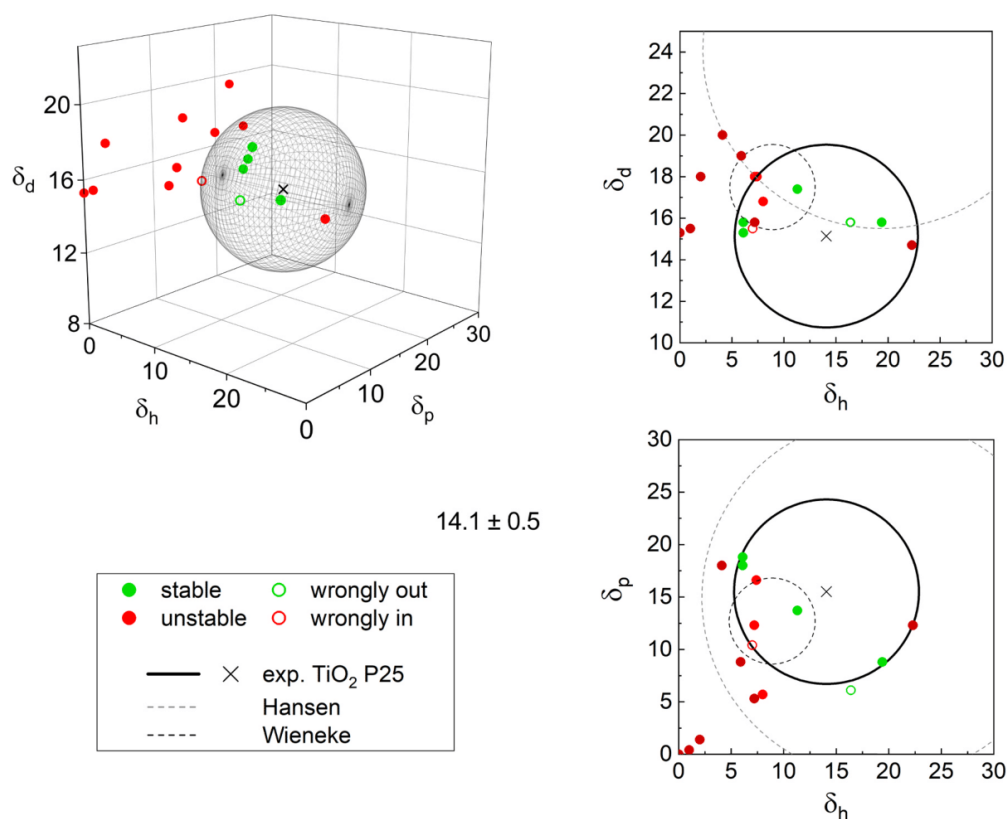 20
16
12
8
δd
0
10
20
δh
0
10
20
30
δp
24
22
20
18
16
14
12
10
δd
0
5
10
15
20
25
30
δh
30
25
20
15
10
5
0
δp
0
5
10
15
20
25
30
δh
14.1 ± 0.5
stable
wrongly out
unstable
wrongly in
exp. TiO₂ P25
Hansen
Wieneke